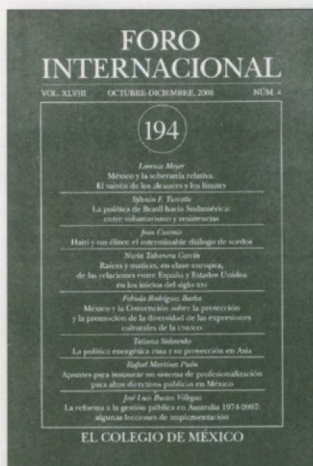 FORO
INTERNACIONAL
VOL. XLVIII OCTUBRE-DICIEMBRE, 2008 NÚM. 4
194
Lorenzo Meyer
México y la soberanía relativa.
El vaivén de los alcances y los límites
Sylvain F. Turcotte
La política de Brasil hacia Sudamérica:
entre voluntarismo y resistencias
Jean Casimir
Haití y sus élites: el interminable diálogo de sordos
Nuria Tabanera García
Raíces y matices, en clave europea,
de las relaciones entre España y Estados Unidos
en los inicios del siglo XXI
Fabiola Rodríguez Barba
México y la Convención sobre la protección
y la promoción de la diversidad de las expresiones
culturales de la UNESCO
Tatiana Sidorenko
La política energética rusa y su proyección en Asia
Rafael Martínez Puón
Apuntes para instaurar un sistema de profesionalización
para altos directivos públicos en México
José Luis Bustos Villegas
La reforma a la gestión pública en Australia 1974-2007:
algunas lecciones de implementación
EL COLEGIO DE MÉXICO